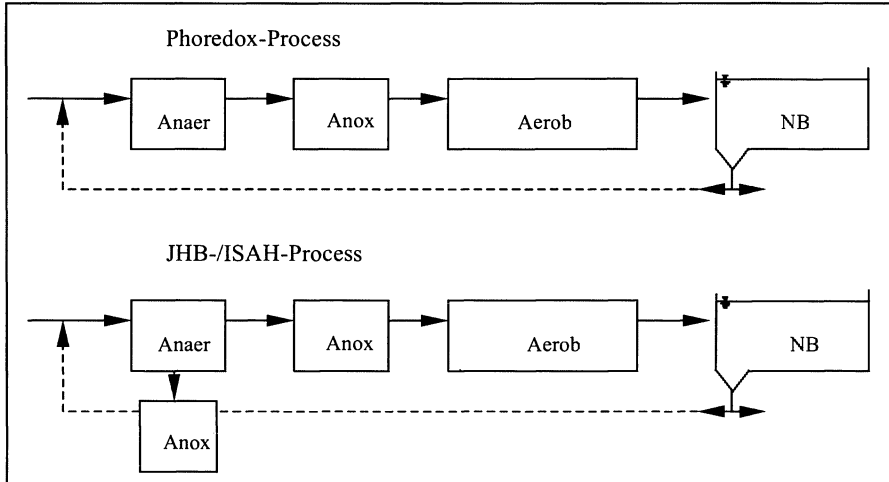 Phoredox-Process
Anaer
Anox
Aerob
NB
JHB-/ISAH-Process
Anaer
Anox
Aerob
NB
Anox